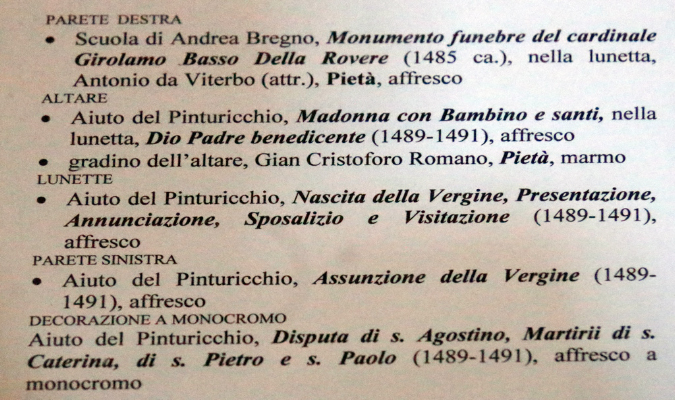 PARETE DESTRA
• Scuola di Andrea Bregno, Monumento funebre del cardinale
Girolamo Basso Della Rovere (1485 ca.), nella lunetta,
Antonio da Viterbo (attr.), Pietà, affresco
ALTARE
• Aiuto del Pinturicchio, Madonna con Bambino e santi, nella
lunetta, Dio Padre benedicente (1489-1491), affresco
• gradino dell'altare, Gian Cristoforo Romano, Pietà, marmo
LUNETTE
• Aiuto del Pinturicchio, Nascita della Vergine, Presentazione,
Annunciazione, Sposalizio e Visitazione (1489-1491),
affresco
PARETE SINISTRA
• Aiuto del Pinturicchio, Assunzione della Vergine (1489-
1491), affresco
DECORAZIONE A MONOCROMO
Aiuto del Pinturicchio, Disputa di s. Agostino, Martirii di s.
Caterina, di s. Pietro e s. Paolo (1489-1491), affresco a
monocromo